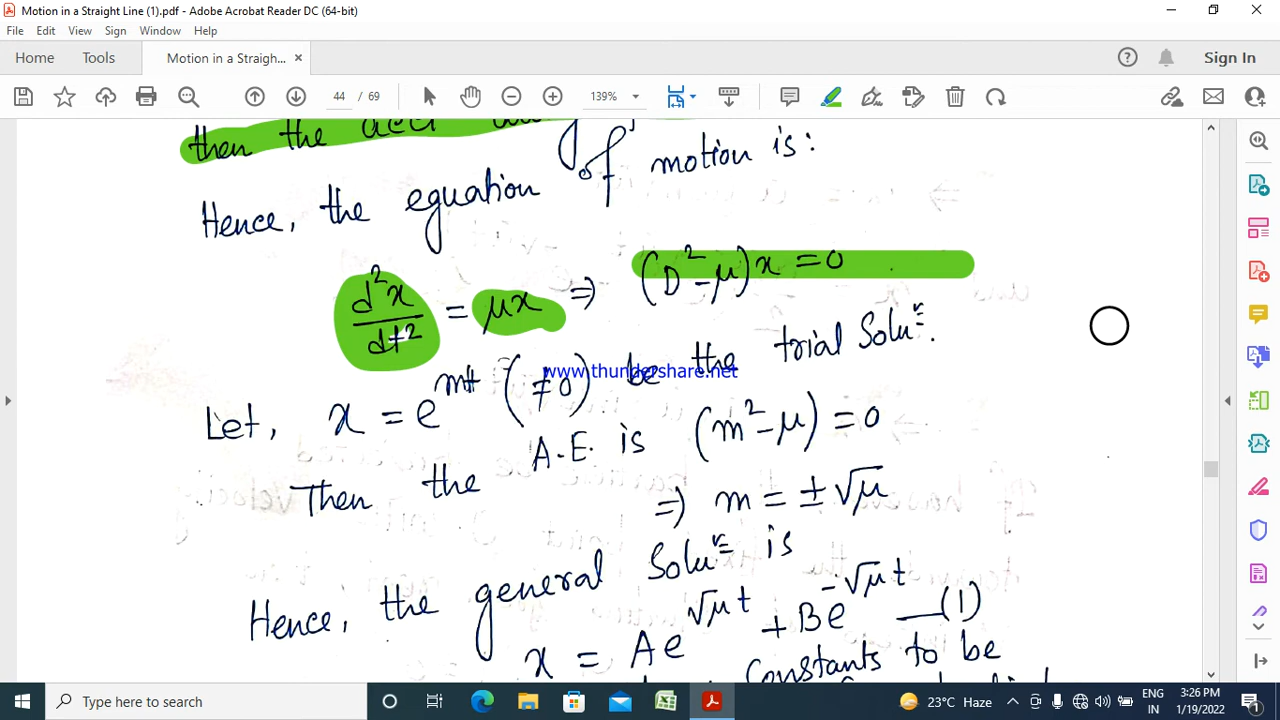 Motion in a Straight Line (1).pdf - Adobe Acrobat Reader DC (64-bit)
File Edit View Sign Window Help
Home Tools Motion in a Straigh... × Sign In
44 / 69 139%
then the accl
Hence, the equation of motion is:
d²x/dt² = μx ⇒ (D² - μ)x = 0
Let, x = e^mt (≠0) be the trial Soluⁿ.
www.thundershare.net
Then the A.E. is (m² - μ) = 0
⇒ m = ± √μ
Hence, the general Soluⁿ is
x = Ae^√μt + Be^-√μt —(1)
Constants to be
Type here to search
23°C Haze
ENG
IN
3:26 PM
1/19/2022